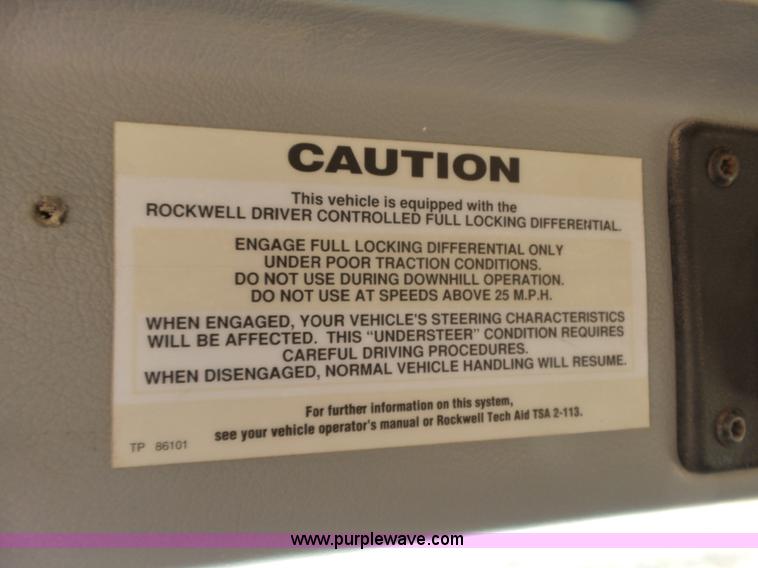 CAUTION
This vehicle is equipped with the
ROCKWELL DRIVER CONTROLLED FULL LOCKING DIFFERENTIAL.
ENGAGE FULL LOCKING DIFFERENTIAL ONLY
UNDER POOR TRACTION CONDITIONS.
DO NOT USE DURING DOWNHILL OPERATION.
DO NOT USE AT SPEEDS ABOVE 25 M.P.H.
WHEN ENGAGED, YOUR VEHICLE'S STEERING CHARACTERISTICS
WILL BE AFFECTED. THIS "UNDERSTEER" CONDITION REQUIRES
CAREFUL DRIVING PROCEDURES.
WHEN DISENGAGED, NORMAL VEHICLE HANDLING WILL RESUME.
For further information on this system,
see your vehicle operator's manual or Rockwell Tech Aid TSA 2-113.
TP 86101
www.purplewave.com